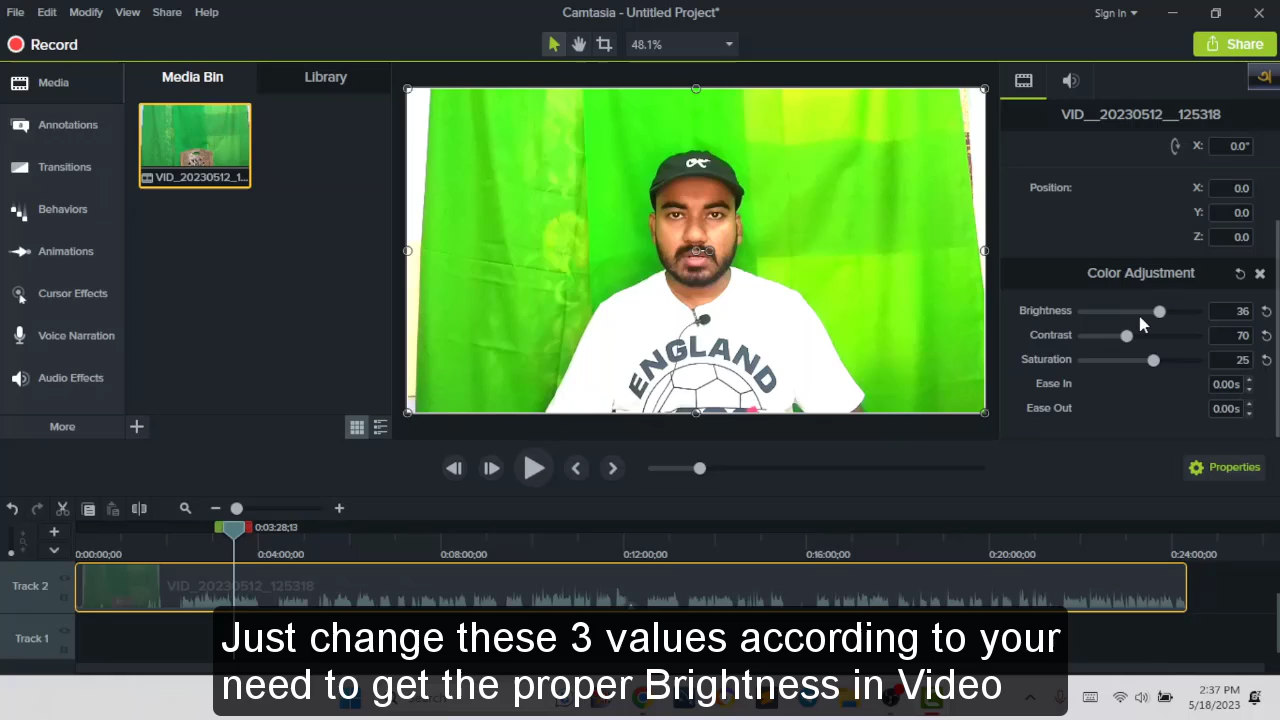 File Edit Modify View Share Help
Camtasia - Untitled Project*
Sign In
Record
48.1%
Share
Media
Annotations
Transitions
Behaviors
Animations
Cursor Effects
Voice Narration
Audio Effects
More
Media Bin
Library
VID_20230512_1...
OK
ENGLAND
অ
VID__20230512__125318
X: 0.0°
Position: X: 0.0
Y: 0.0
Z: 0.0
Color Adjustment
Brightness 36
Contrast 70
Saturation 25
Ease In 0.00s
Ease Out 0.00s
Properties
0:03:28;13
0:00:00;00 0:04:00;00 0:08:00;00 0:12:00;00 0:16:00;00 0:20:00;00 0:24:00;00
Track 2
VID_20230512_125318
Track 1
Just change these 3 values according to your
need to get the proper Brightness in Video
Search
2:37 PM
5/18/2023